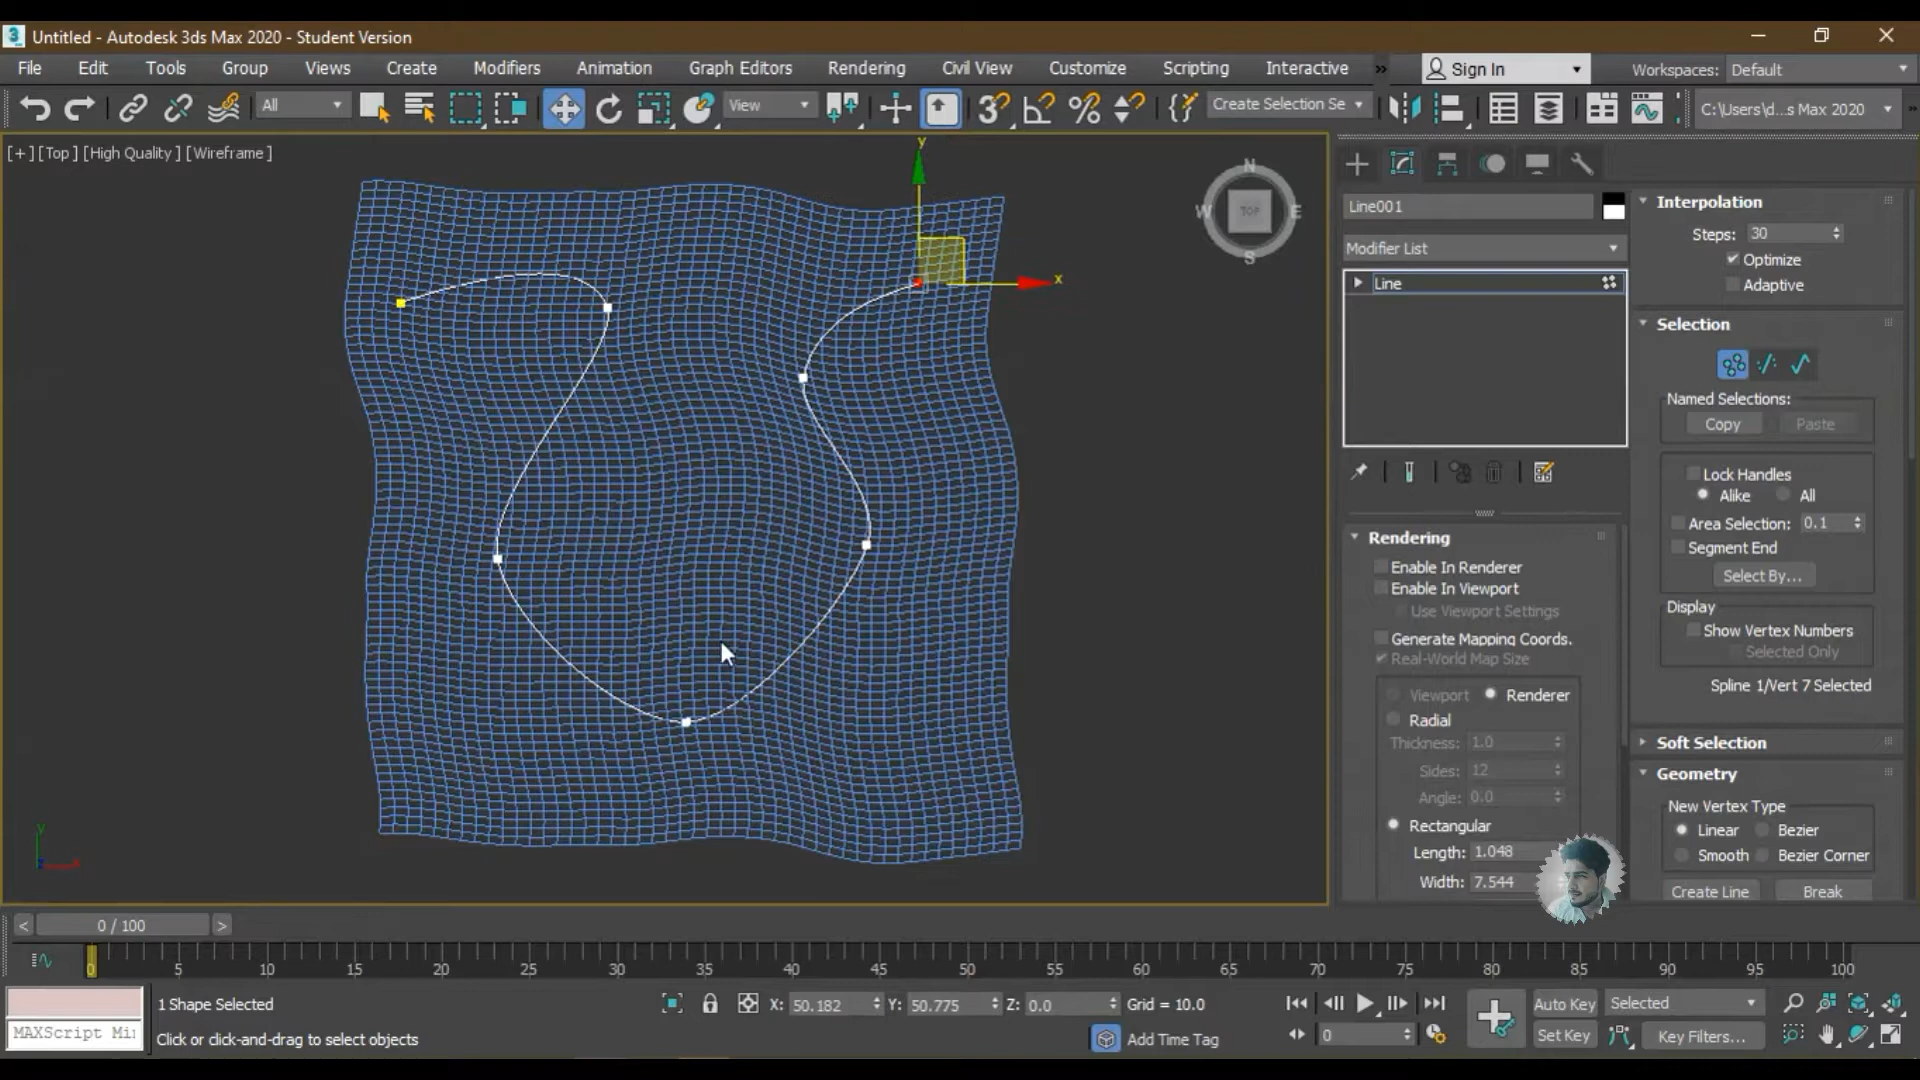 Untitled - Autodesk 3ds Max 2020 - Student Version
File Edit Tools Group Views Create Modifiers Animation Graph Editors Rendering Civil View Customize Scripting Interactive » Sign In Workspaces: Default
All View Create Selection Se C:\Users\d...s Max 2020
[+][Top][High Quality][Wireframe]
y
x
N
W TOP E
S
Line001
Modifier List
Line
Rendering
Enable In Renderer
Enable In Viewport
Use Viewport Settings
Generate Mapping Coords.
Real-World Map Size
Viewport Renderer
Radial
Thickness: 1.0
Sides: 12
Angle: 0.0
Rectangular
Length: 1.048
Width: 7.544
Interpolation
Steps: 30
Optimize
Adaptive
Selection
Named Selections:
Copy Paste
Lock Handles
Alike All
Area Selection: 0.1
Segment End
Select By...
Display
Show Vertex Numbers
Selected Only
Spline 1/Vert 7 Selected
Soft Selection
Geometry
New Vertex Type
Linear Bezier
Smooth Bezier Corner
Create Line Break
< 0 / 100 >
0 5 10 15 20 25 30 35 40 45 50 55 60 65 70 75 80 85 90 95 100
1 Shape Selected X: 50.182 Y: 50.775 Z: 0.0 Grid = 10.0 Auto Key Selected
MAXScript Mi Click or click-and-drag to select objects Add Time Tag 0 Set Key Key Filters...